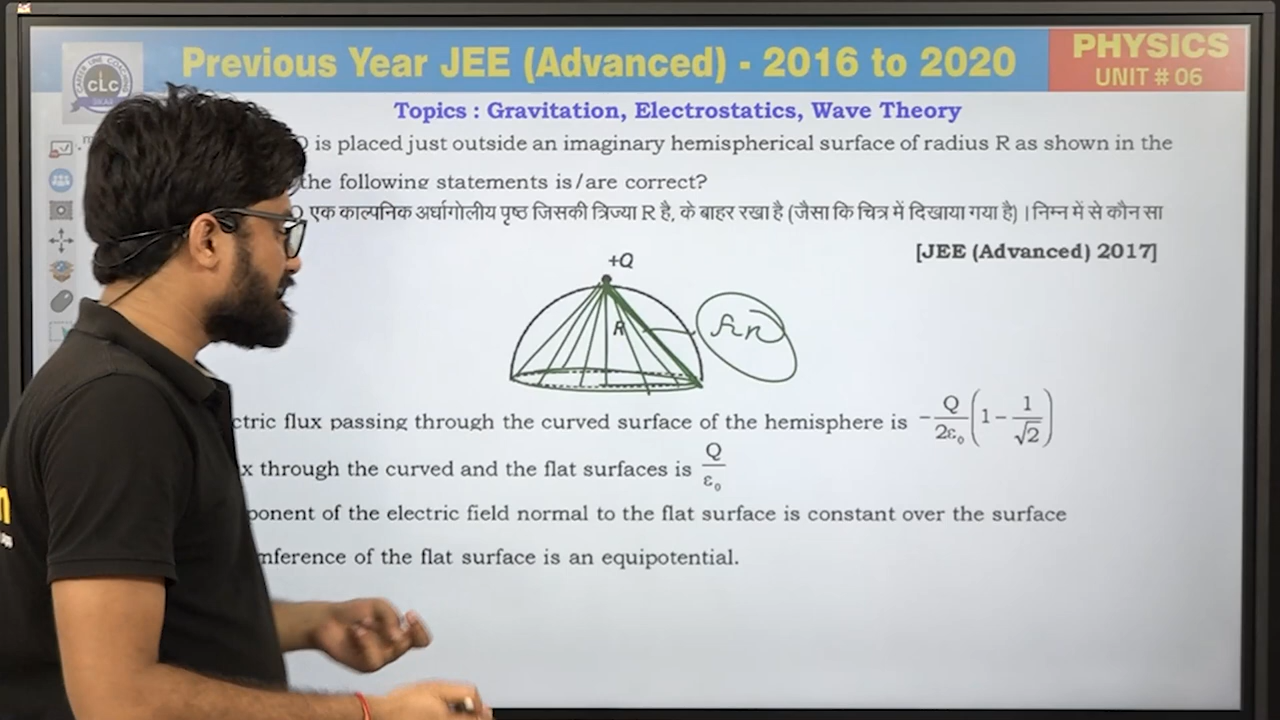 Previous Year JEE (Advanced) - 2016 to 2020
PHYSICS
UNIT # 06
CLC
SIKAR
Topics : Gravitation, Electrostatics, Wave Theory
is placed just outside an imaginary hemispherical surface of radius R as shown in the
the following statements is/are correct?
एक काल्पनिक अर्धगोलीय पृष्ठ जिसकी त्रिज्या R है, के बाहर रखा है (जैसा कि चित्र में दिखाया गया है) । निम्न में से कौन सा
[JEE (Advanced) 2017]
+Q
R
ctric flux passing through the curved surface of the hemisphere is -Q/2ε₀(1-1/√2)
x through the curved and the flat surfaces is Q/ε₀
ponent of the electric field normal to the flat surface is constant over the surface
mference of the flat surface is an equipotential.